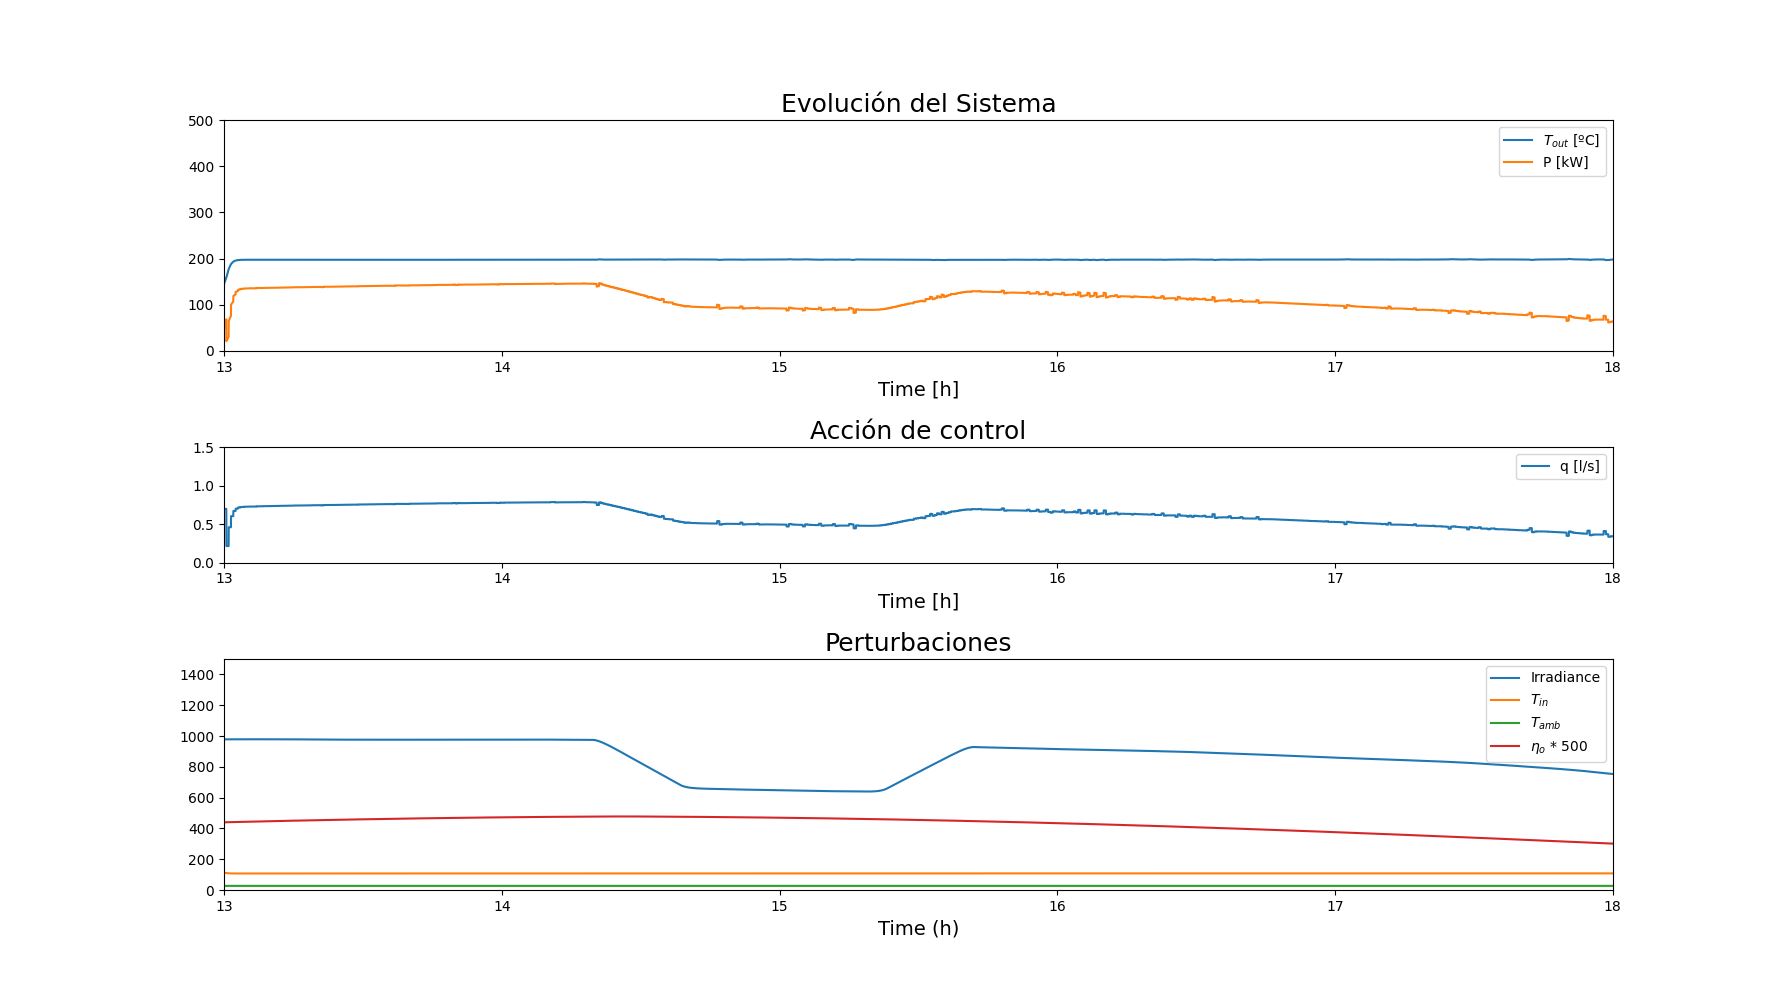 Evolución del Sistema
500
400
300
200
100
0
T_out [ºC]
P [kW]
13 14 15 16 17 18
Time [h]
Acción de control
1.5
1.0
0.5
0.0
q [l/s]
13 14 15 16 17 18
Time [h]
Perturbaciones
1400
1200
1000
800
600
400
200
0
Irradiance
T_in
T_amb
η_o * 500
13 14 15 16 17 18
Time (h)